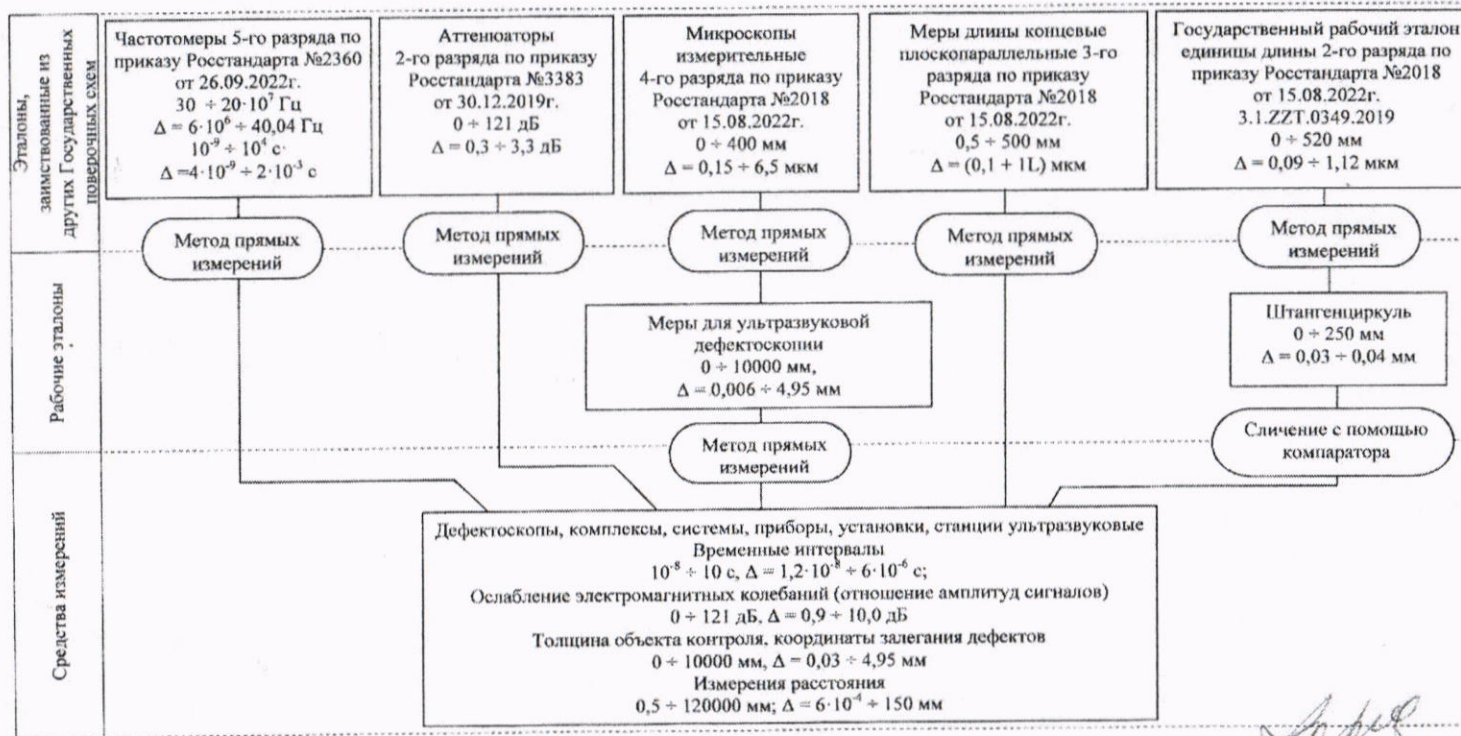 Эталоны,
заимствованные из
других Государственных
поверочных схем
Частотомеры 5-го разряда по
приказу Росстандарта №2360
от 26.09.2022г.
30 ÷ 20·10⁷ Гц
Δ = 6·10⁶ ÷ 40,04 Гц
10⁻⁹ ÷ 10⁴ с
Δ =4·10⁻⁹ ÷ 2·10⁻³ с
Аттенюаторы
2-го разряда по приказу
Росстандарта №3383
от 30.12.2019г.
0 ÷ 121 дБ
Δ = 0,3 ÷ 3,3 дБ
Микроскопы
измерительные
4-го разряда по приказу
Росстандарта №2018
от 15.08.2022г.
0 ÷ 400 мм
Δ = 0,15 ÷ 6,5 мкм
Меры длины концевые
плоскопараллельные 3-го
разряда по приказу
Росстандарта №2018
от 15.08.2022г.
0,5 ÷ 500 мм
Δ = (0,1 + 1L) мкм
Государственный рабочий эталон
единицы длины 2-го разряда по
приказу Росстандарта №2018
от 15.08.2022г.
3.1.ZZT.0349.2019
0 ÷ 520 мм
Δ = 0,09 ÷ 1,12 мкм
Метод прямых
измерений
Метод прямых
измерений
Метод прямых
измерений
Метод прямых
измерений
Метод прямых
измерений
Рабочие эталоны
Меры для ультразвуковой
дефектоскопии
0 ÷ 10000 мм,
Δ = 0,006 ÷ 4,95 мм
Штангенциркуль
0 ÷ 250 мм
Δ = 0,03 ÷ 0,04 мм
Метод прямых
измерений
Сличение с помощью
компаратора
Средства измерений
Дефектоскопы, комплексы, системы, приборы, установки, станции ультразвуковые
Временные интервалы
10⁻⁸ ÷ 10 с, Δ = 1,2·10⁻⁸ ÷ 6·10⁻⁶ с;
Ослабление электромагнитных колебаний (отношение амплитуд сигналов)
0 ÷ 121 дБ, Δ = 0,9 ÷ 10,0 дБ
Толщина объекта контроля, координаты залегания дефектов
0 ÷ 10000 мм, Δ = 0,03 ÷ 4,95 мм
Измерения расстояния
0,5 ÷ 120000 мм; Δ = 6·10⁻⁴ ÷ 150 мм